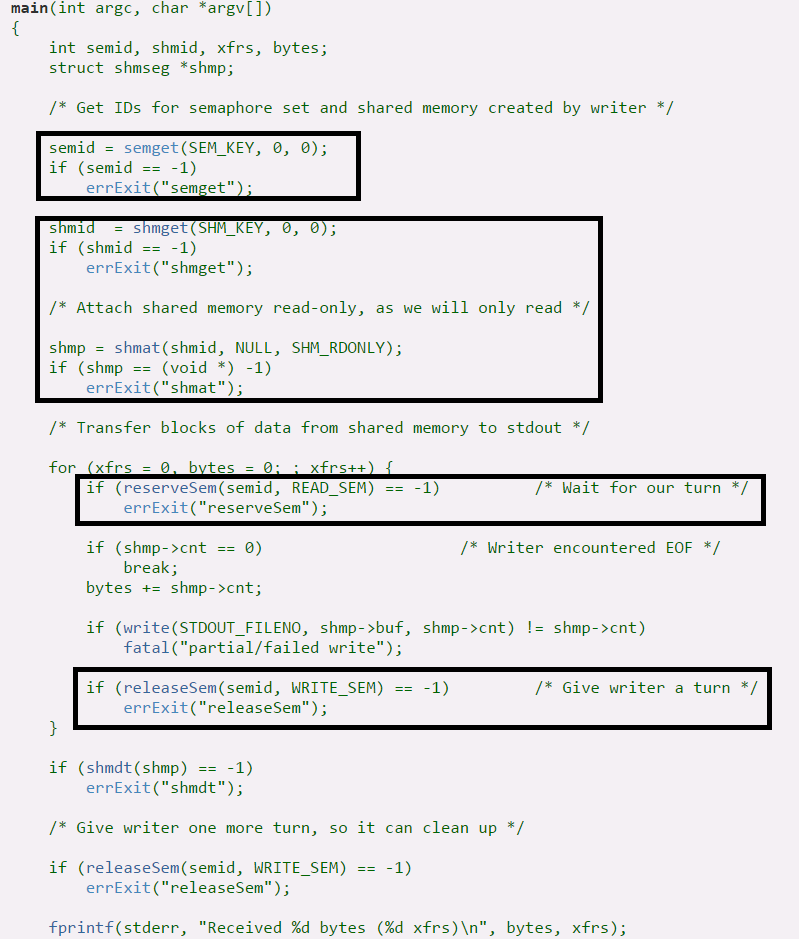 main(int argc, char *argv[])
{
    int semid, shmid, xfrs, bytes;
    struct shmseg *shmp;
    /* Get IDs for semaphore set and shared memory created by writer */
    semid = semget(SEM_KEY, 0, 0);
    if (semid == -1)
        errExit("semget");
    shmid  = shmget(SHM_KEY, 0, 0);
    if (shmid == -1)
        errExit("shmget");
    /* Attach shared memory read-only, as we will only read */
    shmp = shmat(shmid, NULL, SHM_RDONLY);
    if (shmp == (void *) -1)
        errExit("shmat");
    /* Transfer blocks of data from shared memory to stdout */
    for (xfrs = 0, bytes = 0; ; xfrs++) {
        if (reserveSem(semid, READ_SEM) == -1)          /* Wait for our turn */
            errExit("reserveSem");
        if (shmp->cnt == 0)                     /* Writer encountered EOF */
            break;
        bytes += shmp->cnt;
        if (write(STDOUT_FILENO, shmp->buf, shmp->cnt) != shmp->cnt)
            fatal("partial/failed write");
        if (releaseSem(semid, WRITE_SEM) == -1)         /* Give writer a turn */
            errExit("releaseSem");
    }
    if (shmdt(shmp) == -1)
        errExit("shmdt");
    /* Give writer one more turn, so it can clean up */
    if (releaseSem(semid, WRITE_SEM) == -1)
        errExit("releaseSem");
    fprintf(stderr, "Received %d bytes (%d xfrs)\n", bytes, xfrs);